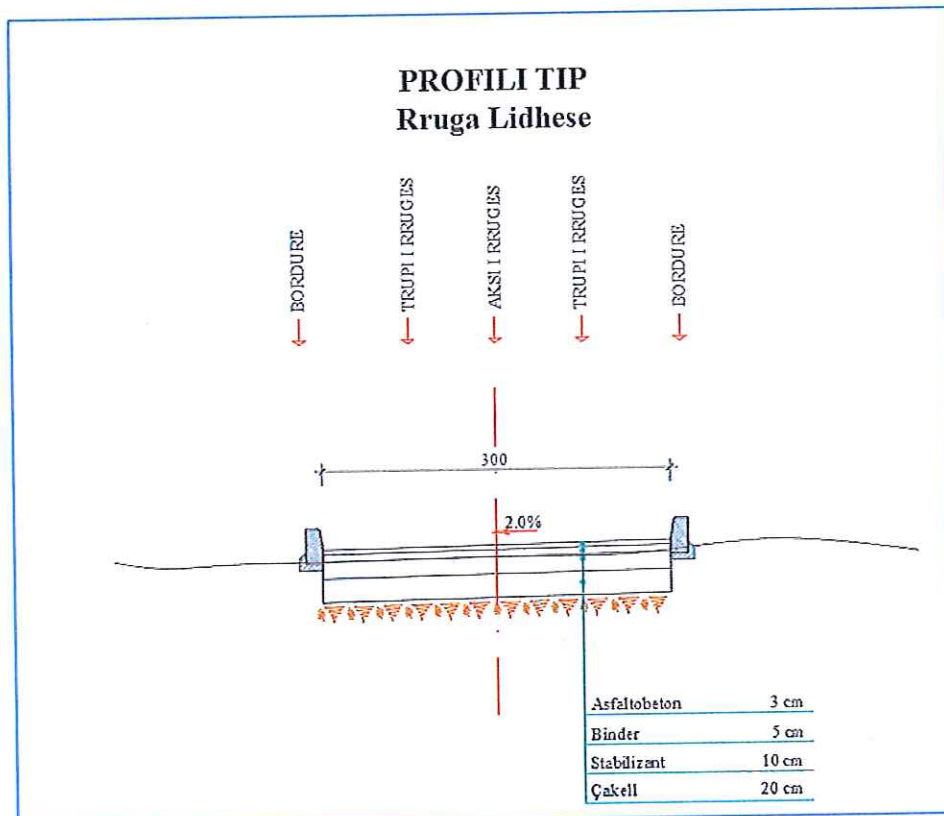 PROFILI TIP
Rruga Lidhese
BORDURE
TRUPI I RRUGES
AKSI I RRUGES
TRUPI I RRUGES
BORDURE
300
2.0%
Asfaltobeton 3 cm
Binder 5 cm
Stabilizant 10 cm
Çakell 20 cm